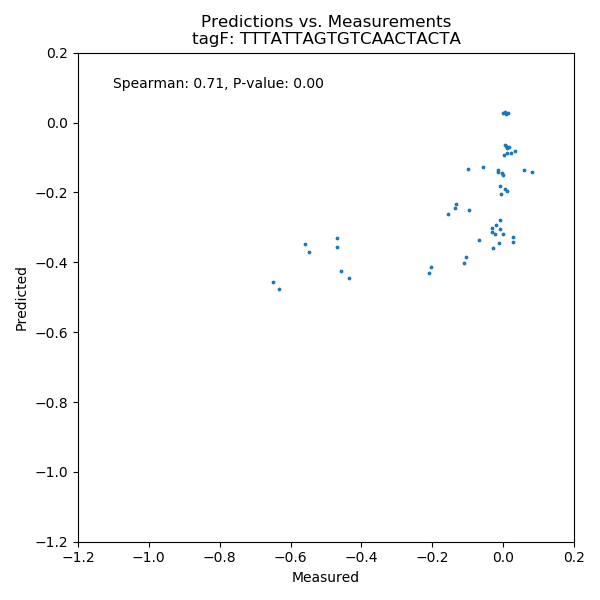 Predictions vs. Measurements
tagF: TTTATTAGTGTCAACTACTA
Spearman: 0.71, P-value: 0.00
0.2
0.0
−0.2
−0.4
−0.6
−0.8
−1.0
−1.2
Predicted
−1.2 −1.0 −0.8 −0.6 −0.4 −0.2 0.0 0.2
Measured